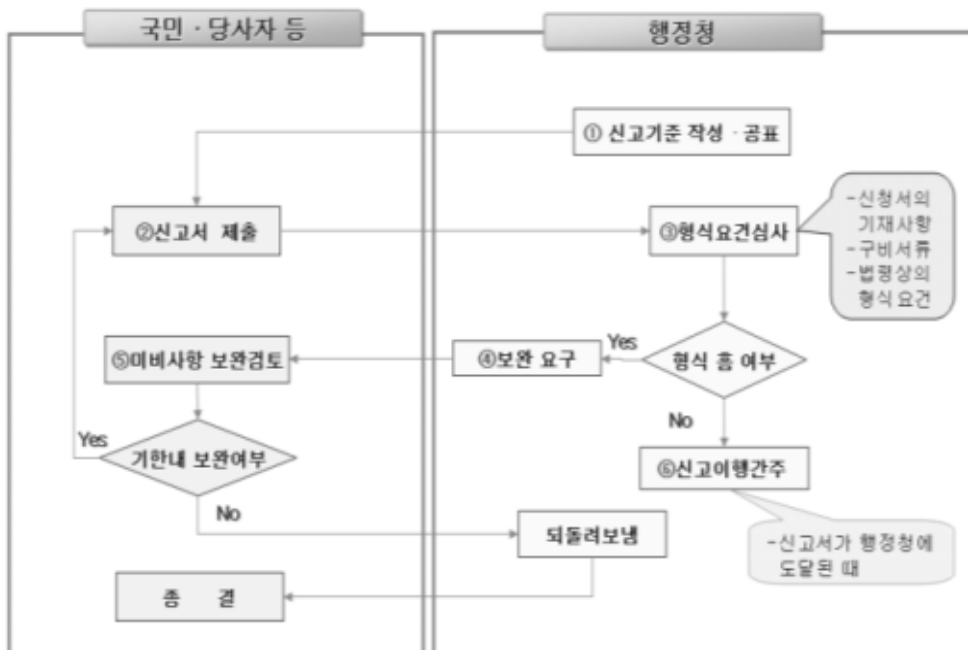 국민 · 당사자 등
행정청
① 신고기준 작성 · 공표
②신고서 제출
③형식요건심사
-신청서의
기재사항
-구비서류
-법령상의
형식요건
⑤미비사항 보완검토
④보완 요구
Yes
형식 흠 여부
No
Yes
기한내 보완여부
⑥신고이행간주
No
되돌려보냄
-신고서가 행정청에
도달된 때
종 결